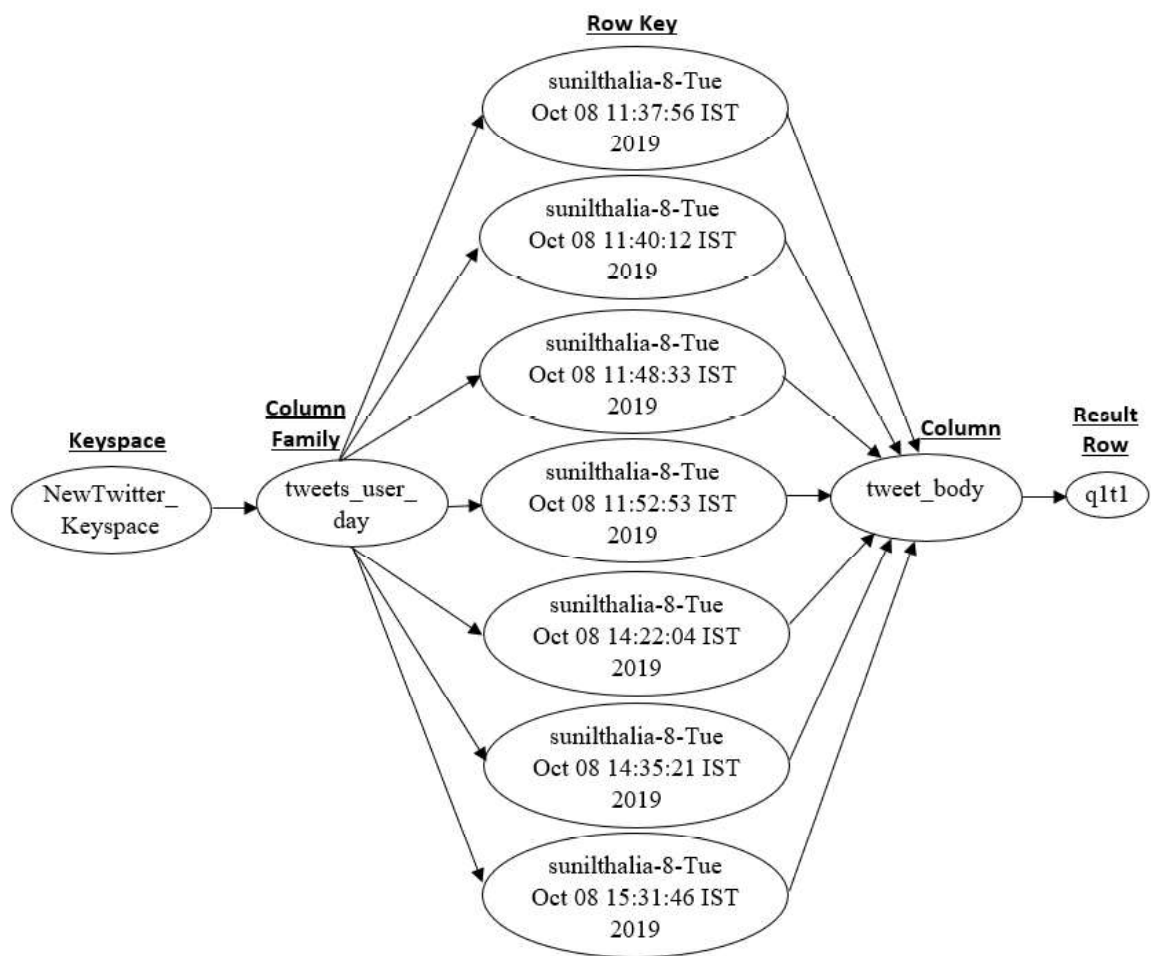 Row Key
sunilthalia-8-Tue
Oct 08 11:37:56 IST
2019
sunilthalia-8-Tue
Oct 08 11:40:12 IST
2019
sunilthalia-8-Tue
Oct 08 11:48:33 IST
2019
Column
Family
Keyspace
Column
Result
Row
NewTwitter_
Keyspace
tweets_user_
day
sunilthalia-8-Tue
Oct 08 11:52:53 IST
2019
tweet_body
q1t1
sunilthalia-8-Tue
Oct 08 14:22:04 IST
2019
sunilthalia-8-Tue
Oct 08 14:35:21 IST
2019
sunilthalia-8-Tue
Oct 08 15:31:46 IST
2019